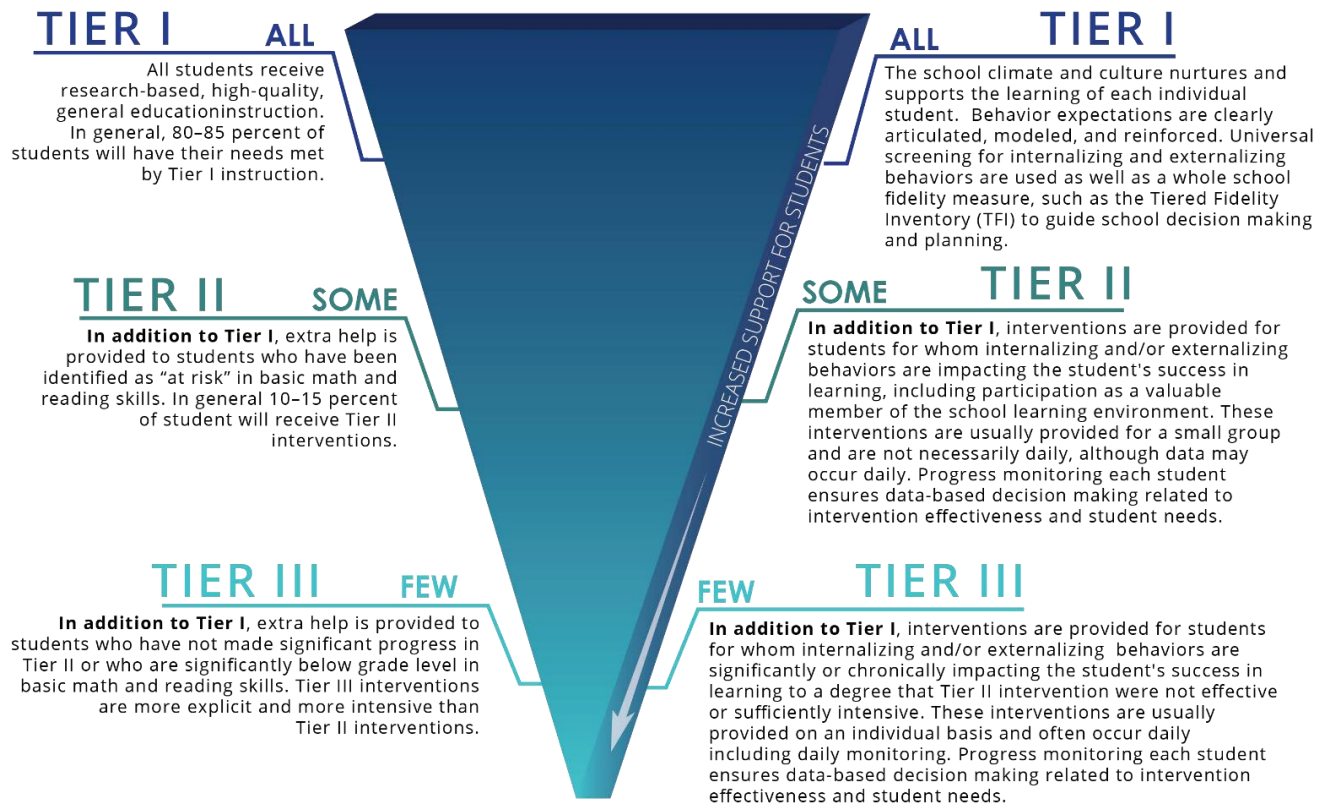 TIER I ALL
All students receive
research-based, high-quality,
general educationinstruction.
In general, 80–85 percent of
students will have their needs met
by Tier I instruction.
TIER II SOME
In addition to Tier I, extra help is
provided to students who have been
identified as “at risk” in basic math and
reading skills. In general 10–15 percent
of student will receive Tier II
interventions.
TIER III FEW
In addition to Tier I, extra help is provided to
students who have not made significant progress in
Tier II or who are significantly below grade level in
basic math and reading skills. Tier III interventions
are more explicit and more intensive than
Tier II interventions.
INCREASED SUPPORT FOR STUDENTS
ALL TIER I
The school climate and culture nurtures and
supports the learning of each individual
student. Behavior expectations are clearly
articulated, modeled, and reinforced. Universal
screening for internalizing and externalizing
behaviors are used as well as a whole school
fidelity measure, such as the Tiered Fidelity
Inventory (TFI) to guide school decision making
and planning.
SOME TIER II
In addition to Tier I, interventions are provided for
students for whom internalizing and/or externalizing
behaviors are impacting the student's success in
learning, including participation as a valuable
member of the school learning environment. These
interventions are usually provided for a small group
and are not necessarily daily, although data may
occur daily. Progress monitoring each student
ensures data-based decision making related to
intervention effectiveness and student needs.
FEW TIER III
In addition to Tier I, interventions are provided for students
for whom internalizing and/or externalizing behaviors are
significantly or chronically impacting the student's success in
learning to a degree that Tier II intervention were not effective
or sufficiently intensive. These interventions are usually
provided on an individual basis and often occur daily
including daily monitoring. Progress monitoring each student
ensures data-based decision making related to intervention
effectiveness and student needs.